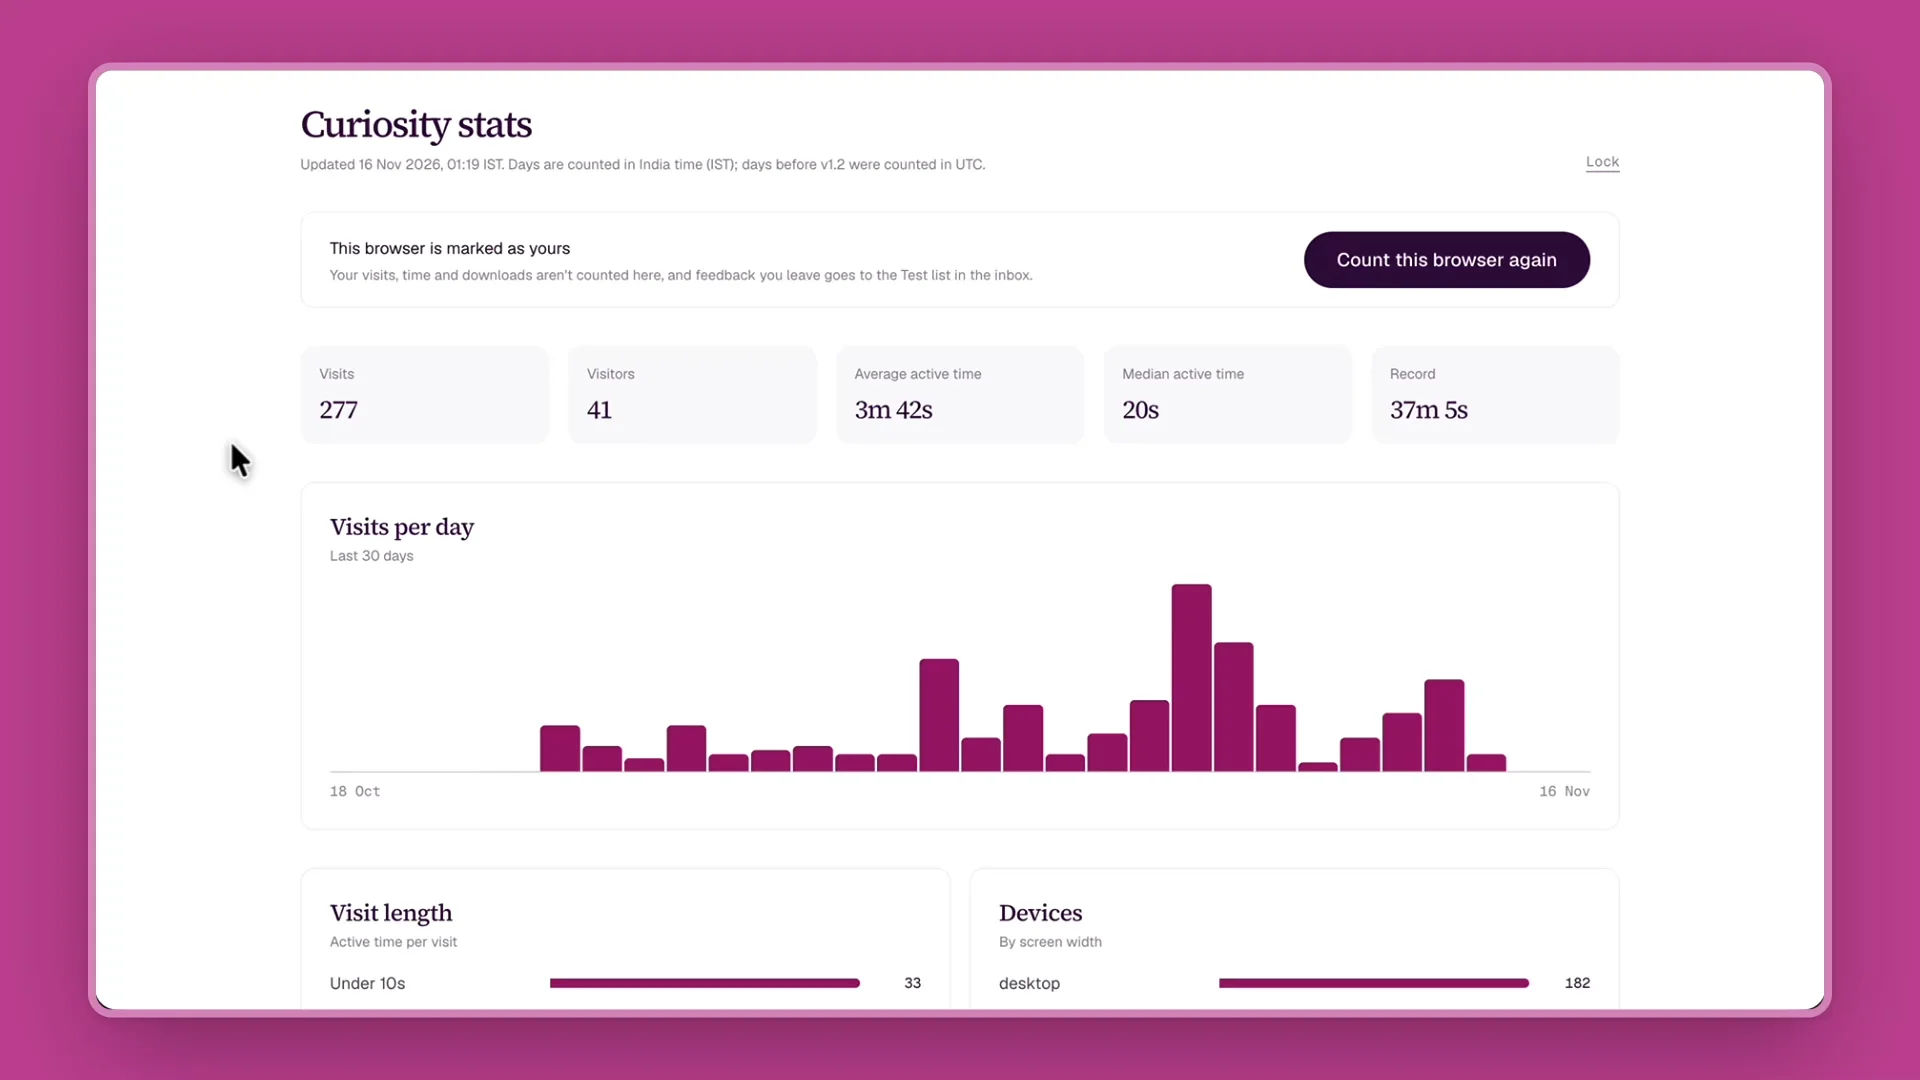 Curiosity stats
Updated 16 Nov 2026, 01:19 IST. Days are counted in India time (IST); days before v1.2 were counted in UTC.
Lock
This browser is marked as yours
Your visits, time and downloads aren't counted here, and feedback you leave goes to the Test list in the inbox.
Count this browser again
Visits
277
Visitors
41
Average active time
3m 42s
Median active time
20s
Record
37m 5s
Visits per day
Last 30 days
18 Oct
16 Nov
Visit length
Active time per visit
Under 10s
33
Devices
By screen width
desktop
182